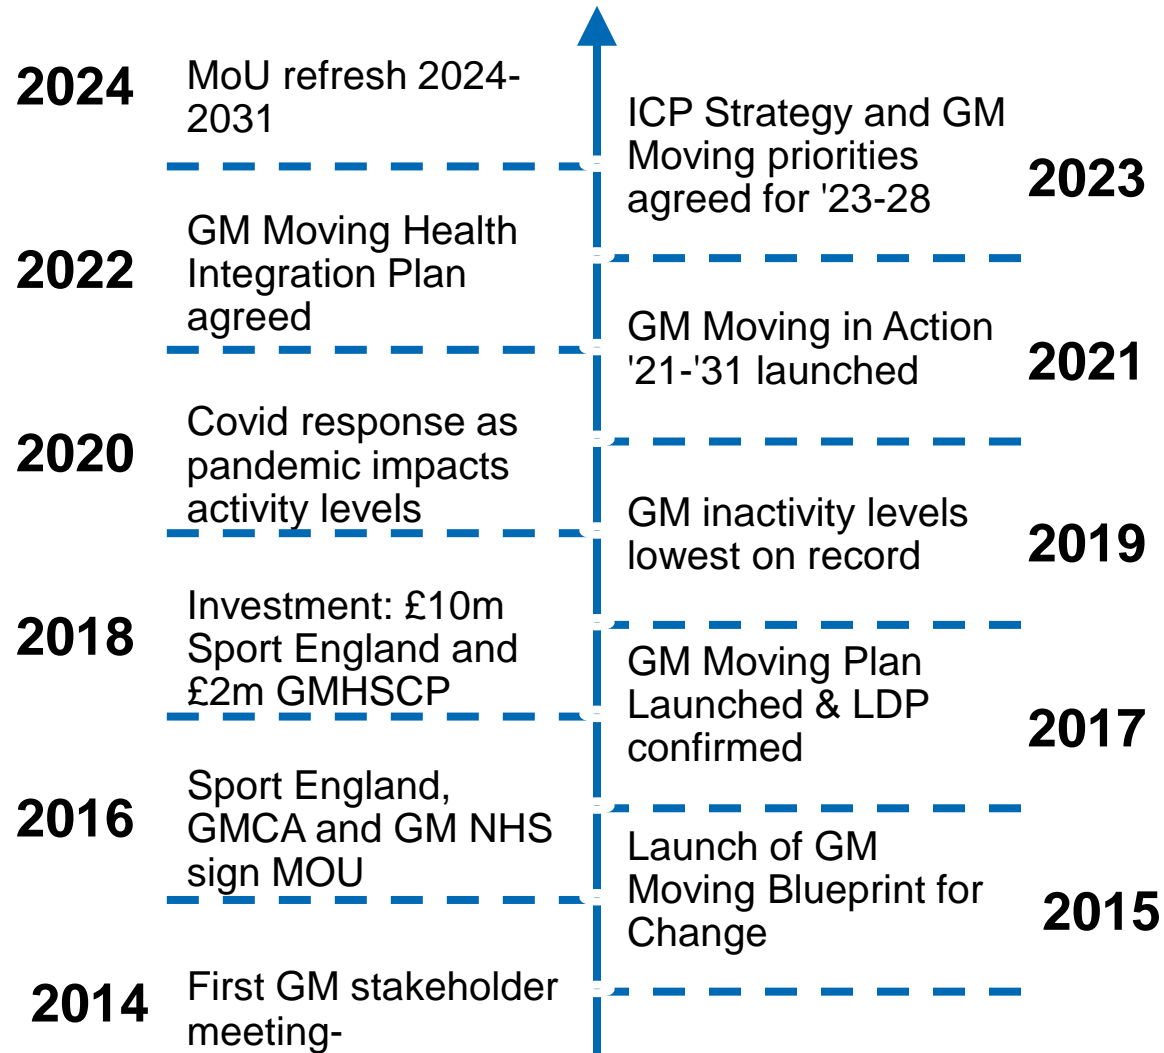 2024
MoU refresh 2024-
2031
ICP Strategy and GM
Moving priorities
agreed for '23-28
2023
2022
GM Moving Health
Integration Plan
agreed
GM Moving in Action
'21-'31 launched
2021
2020
Covid response as
pandemic impacts
activity levels
GM inactivity levels
lowest on record
2019
2018
Investment: £10m
Sport England and
£2m GMHSCP
GM Moving Plan
Launched & LDP
confirmed
2017
2016
Sport England,
GMCA and GM NHS
sign MOU
Launch of GM
Moving Blueprint for
Change
2015
2014
First GM stakeholder
meeting-